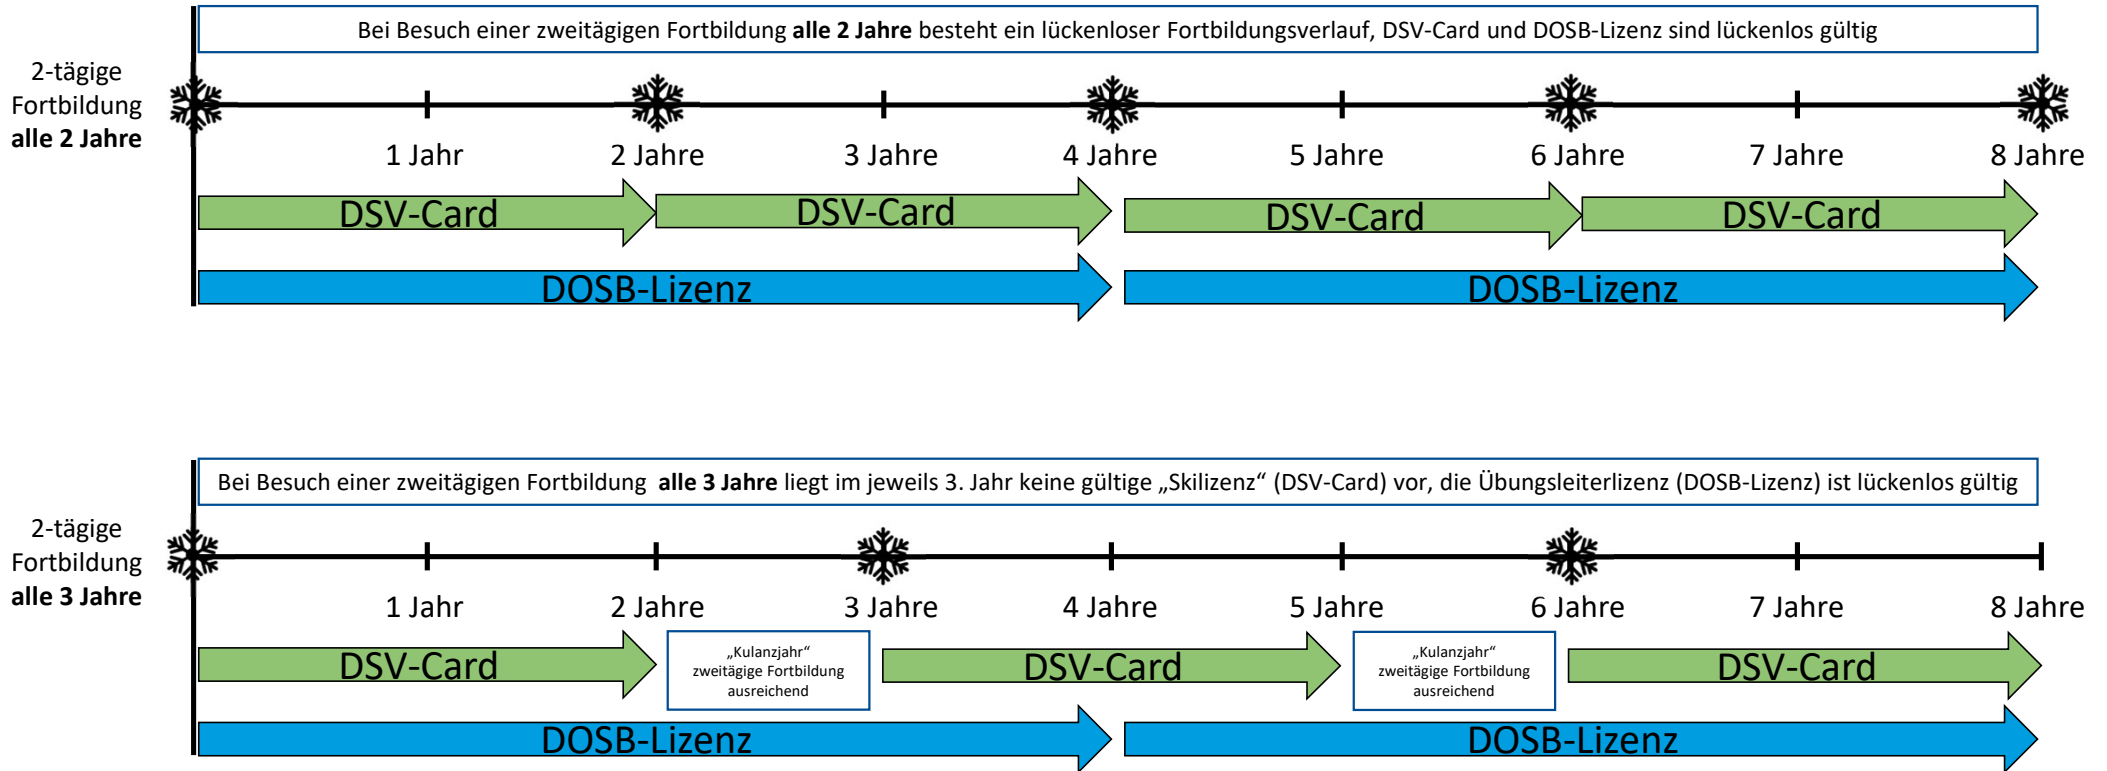 Bei Besuch einer zweitägigen Fortbildung alle 2 Jahre besteht ein lückenloser Fortbildungsverlauf, DSV-Card und DOSB-Lizenz sind lückenlos gültig
2-tägige
Fortbildung
alle 2 Jahre
1 Jahr 2 Jahre 3 Jahre 4 Jahre 5 Jahre 6 Jahre 7 Jahre 8 Jahre
DSV-Card DSV-Card DSV-Card DSV-Card
DOSB-Lizenz DOSB-Lizenz
Bei Besuch einer zweitägigen Fortbildung alle 3 Jahre liegt im jeweils 3. Jahr keine gültige „Skilizenz“ (DSV-Card) vor, die Übungsleiterlizenz (DOSB-Lizenz) ist lückenlos gültig
2-tägige
Fortbildung
alle 3 Jahre
1 Jahr 2 Jahre 3 Jahre 4 Jahre 5 Jahre 6 Jahre 7 Jahre 8 Jahre
DSV-Card
„Kulanzjahr“
zweitägige Fortbildung
ausreichend
DSV-Card
„Kulanzjahr“
zweitägige Fortbildung
ausreichend
DSV-Card
DOSB-Lizenz DOSB-Lizenz